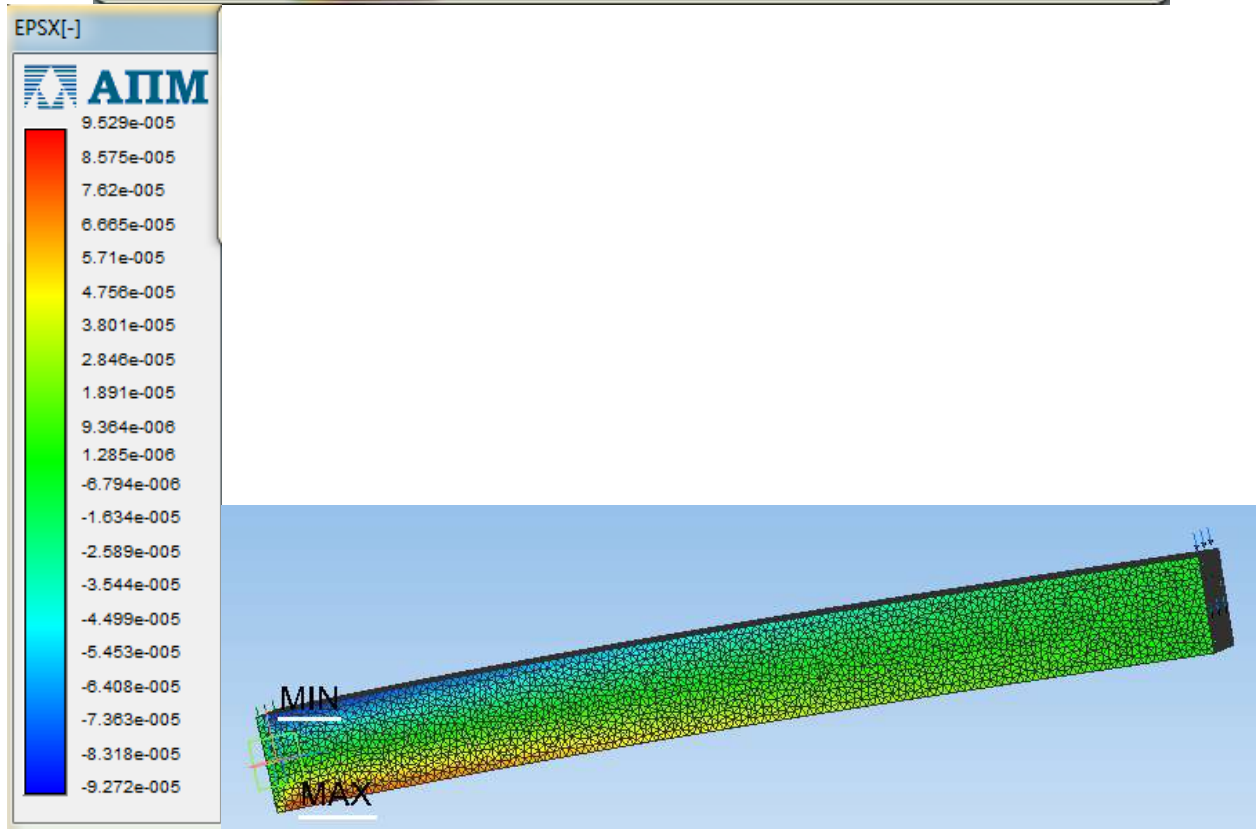 EPSX[-]
АПМ
9.529e-005
8.575e-005
7.62e-005
6.665e-005
5.71e-005
4.756e-005
3.801e-005
2.846e-005
1.891e-005
9.364e-006
1.285e-006
-6.794e-006
-1.634e-005
-2.589e-005
-3.544e-005
-4.499e-005
-5.453e-005
-6.408e-005
-7.363e-005
-8.318e-005
-9.272e-005
MIN
MAX